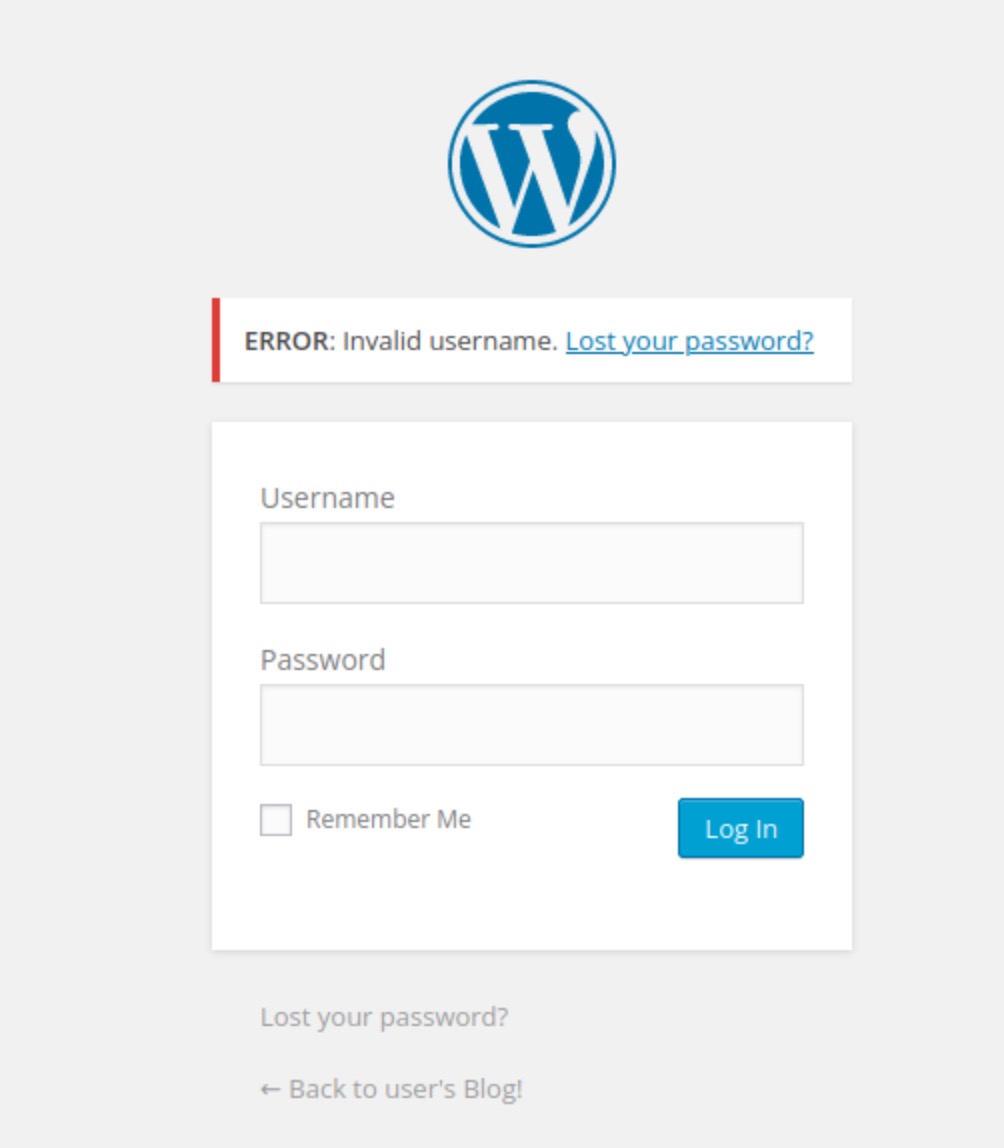 ERROR: Invalid username. Lost your password?
Username
Password
Remember Me
Log In
Lost your password?
← Back to user's Blog!